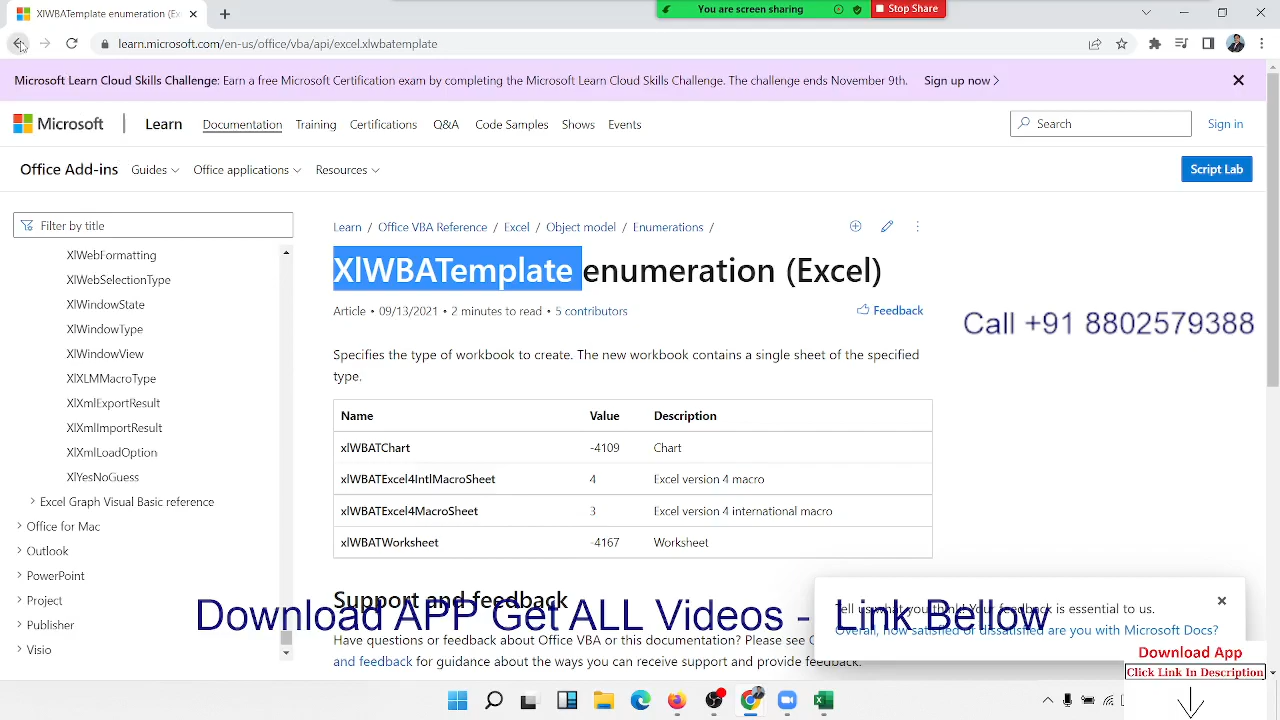 XlWBATemplate enumeration (Ex
You are screen sharing
Stop Share
learn.microsoft.com/en-us/office/vba/api/excel.xlwbatemplate
Microsoft Learn Cloud Skills Challenge: Earn a free Microsoft Certification exam by completing the Microsoft Learn Cloud Skills Challenge. The challenge ends November 9th. Sign up now
Microsoft Learn Documentation Training Certifications Q&A Code Samples Shows Events Search Sign in
Office Add-ins Guides Office applications Resources Script Lab
Filter by title
XlWebFormatting
XlWebSelectionType
XlWindowState
XlWindowType
XlWindowView
XlXLMMacroType
XlXmlExportResult
XlXmlImportResult
XlXmlLoadOption
XlYesNoGuess
Excel Graph Visual Basic reference
Office for Mac
Outlook
PowerPoint
Project
Publisher
Visio
Learn / Office VBA Reference / Excel / Object model / Enumerations /
XlWBATemplate enumeration (Excel)
Article • 09/13/2021 • 2 minutes to read • 5 contributors
Feedback
Call +91 8802579388
Specifies the type of workbook to create. The new workbook contains a single sheet of the specified
type.
Name Value Description
xlWBATChart -4109 Chart
xlWBATExcel4IntlMacroSheet 4 Excel version 4 macro
xlWBATExcel4MacroSheet 3 Excel version 4 international macro
xlWBATWorksheet -4167 Worksheet
Support and feedback
Download APP Get ALL Videos - Link Bellow
Have questions or feedback about Office VBA or this documentation? Please see
and feedback for guidance about the ways you can receive support and provide feedback.
Tell us what you think! Your feedback is essential to us.
Overall, how satisfied or dissatisfied are you with Microsoft Docs?
Download App
Click Link In Description